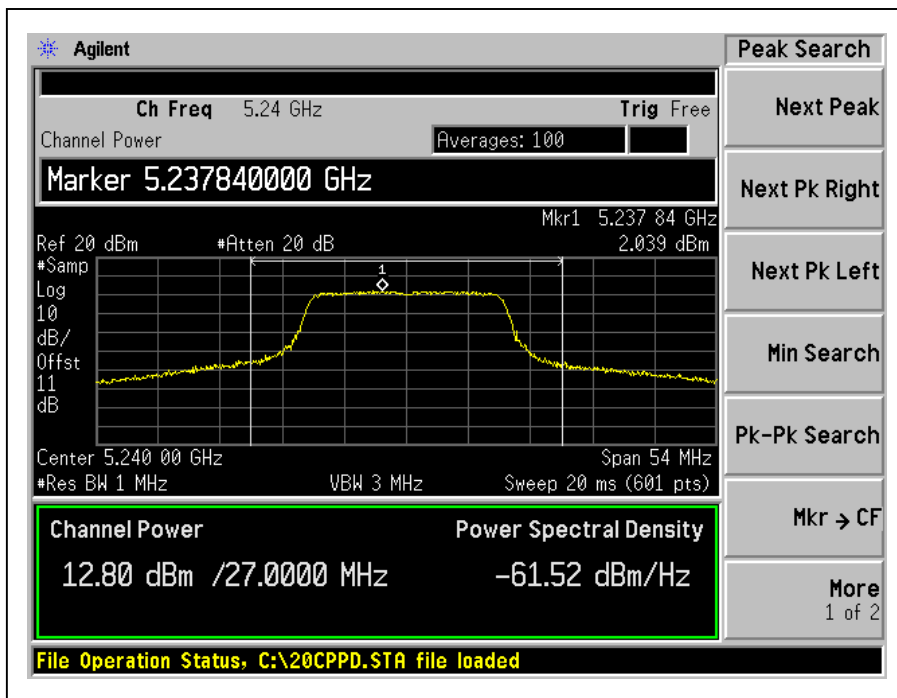 Agilent
Peak Search
Ch Freq 5.24 GHz Trig Free
Channel Power Averages: 100
Marker 5.237840000 GHz
Mkr1 5.237 84 GHz
Ref 20 dBm #Atten 20 dB 2.039 dBm
#Samp
Log
10
dB/
Offst
11
dB
1
Center 5.240 00 GHz Span 54 MHz
#Res BW 1 MHz VBW 3 MHz Sweep 20 ms (601 pts)
Channel Power Power Spectral Density
12.80 dBm /27.0000 MHz -61.52 dBm/Hz
File Operation Status, C:\20CPPD.STA file loaded
Next Peak
Next Pk Right
Next Pk Left
Min Search
Pk-Pk Search
Mkr → CF
More
1 of 2